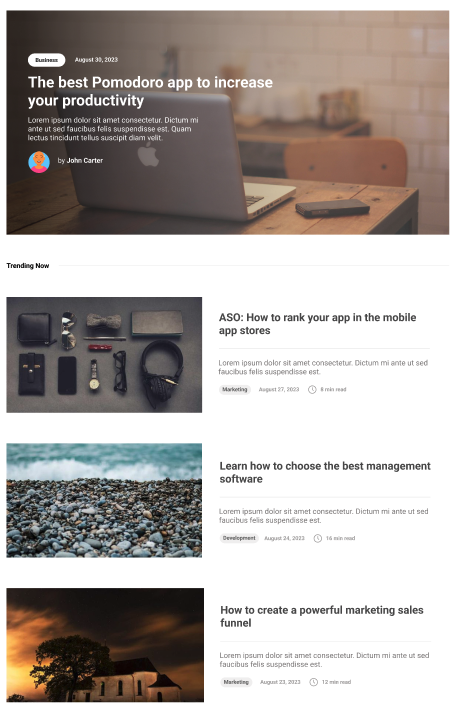 Business August 30, 2023
The best Pomodoro app to increase
your productivity
Lorem ipsum dolor sit amet consectetur. Dictum mi
ante ut sed faucibus felis suspendisse est. Quam
lectus tincidunt tellus suscipit diam velit.
by John Carter
Trending Now
ASO: How to rank your app in the mobile
app stores
Lorem ipsum dolor sit amet consectetur. Dictum mi ante ut sed
faucibus felis suspendisse est.
Marketing August 27, 2023 8 min read
Learn how to choose the best management
software
Lorem ipsum dolor sit amet consectetur. Dictum mi ante ut sed
faucibus felis suspendisse est.
Development August 24, 2023 16 min read
How to create a powerful marketing sales
funnel
Lorem ipsum dolor sit amet consectetur. Dictum mi ante ut sed
faucibus felis suspendisse est.
Marketing August 23, 2023 12 min read